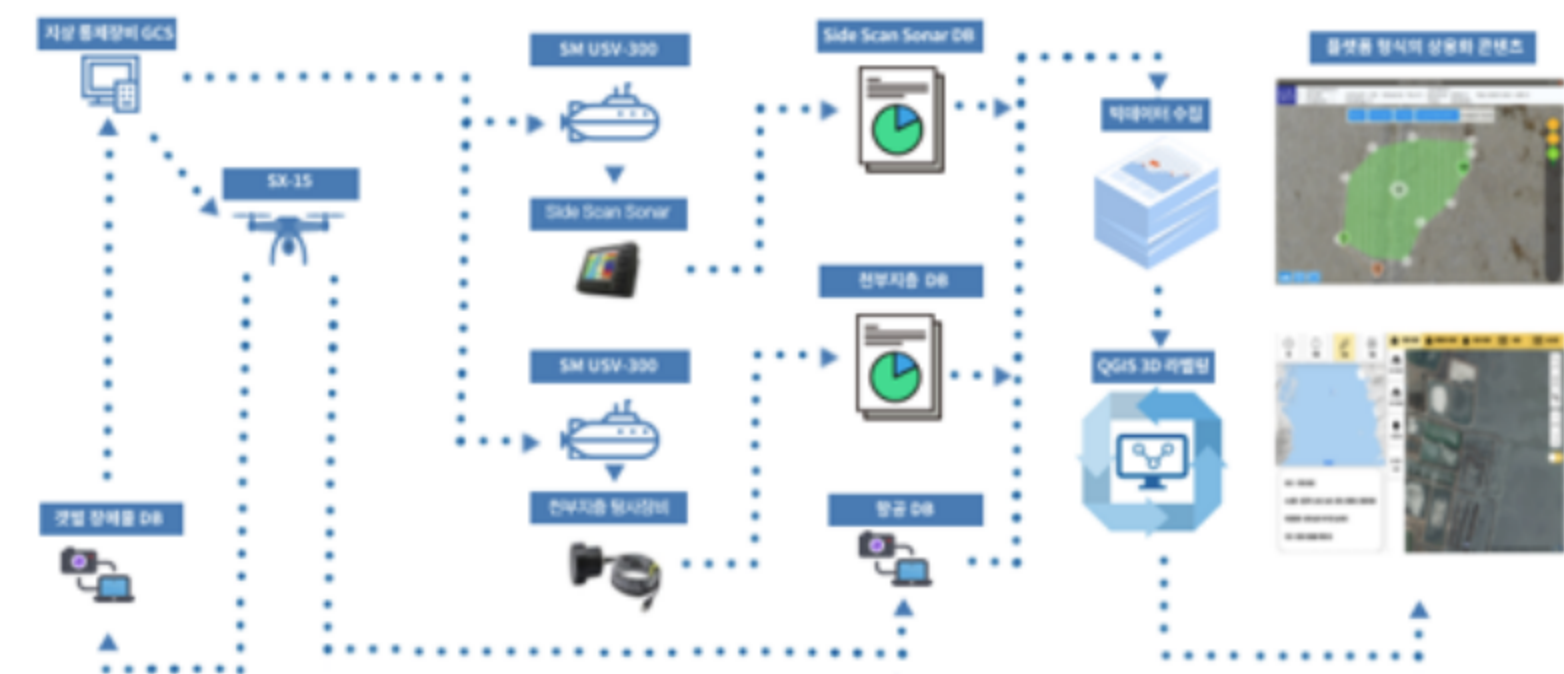 지상 통제장비 GCS
SX-15
갯벌 장애물 DB
SM USV-300
Side Scan Sonar
SM USV-300
천부지층 탐사장비
Side Scan Sonar DB
천부지층 DB
항공 DB
빅데이터 수집
QGIS 3D 라벨링
플랫폼 형식의 상용화 콘텐츠